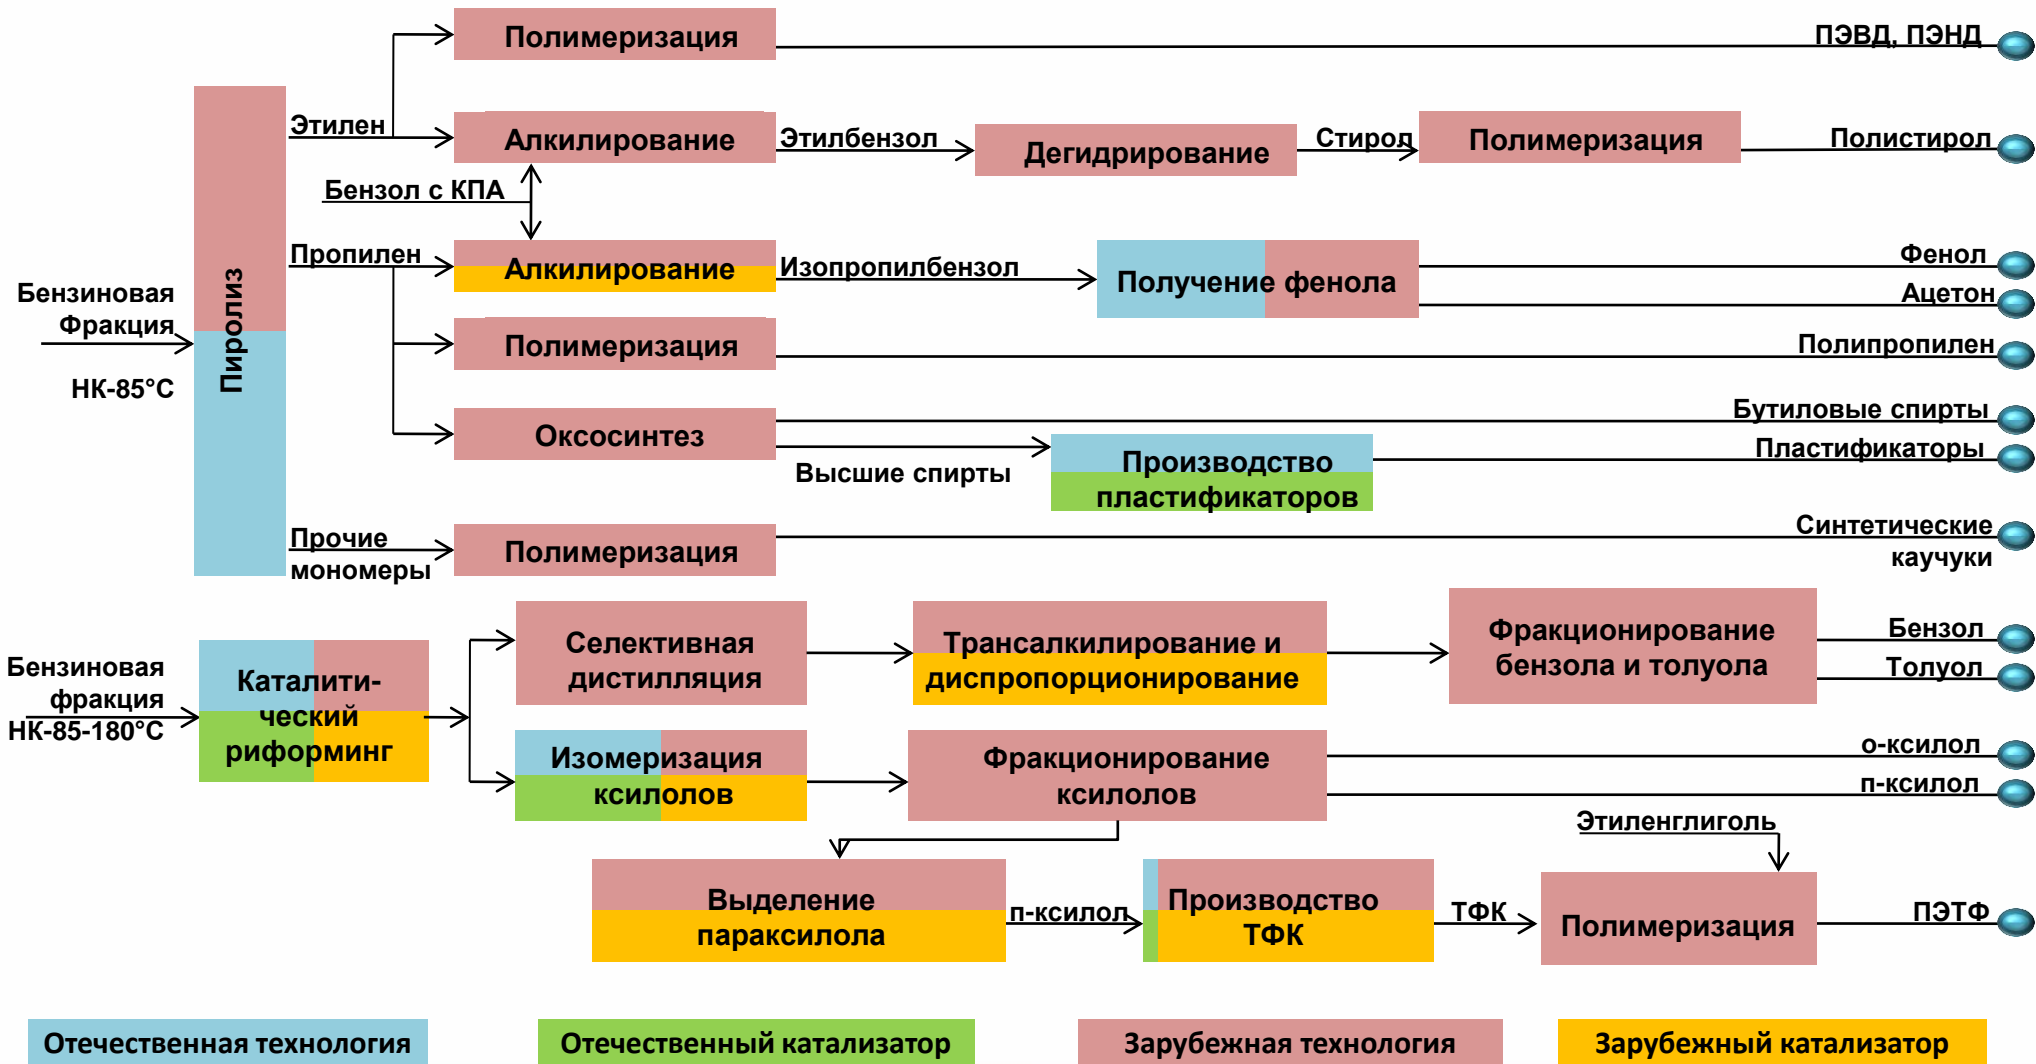 Полимеризация
ПЭВД, ПЭНД
Этилен
Алкилирование
Этилбензол
Дегидрирование
Стирол
Полимеризация
Полистирол
Бензол с КПА
Пропилен
Алкилирование
Изопропилбензол
Получение фенола
Фенол
Ацетон
Бензиновая
Фракция
НК-85°С
Пиролиз
Полимеризация
Полипропилен
Оксосинтез
Бутиловые спирты
Высшие спирты
Производство
пластификаторов
Пластификаторы
Прочие
мономеры
Полимеризация
Синтетические
каучуки
Бензиновая
фракция
НК-85-180°С
Каталити-
ческий
риформинг
Селективная
дистилляция
Трансалкилирование и
диспропорционирование
Фракционирование
бензола и толуола
Бензол
Толуол
Изомеризация
ксилолов
Фракционирование
ксилолов
о-ксилол
п-ксилол
Этиленглиголь
Выделение
параксилола
п-ксилол
Производство
ТФК
ТФК
Полимеризация
ПЭТФ
Отечественная технология
Отечественный катализатор
Зарубежная технология
Зарубежный катализатор